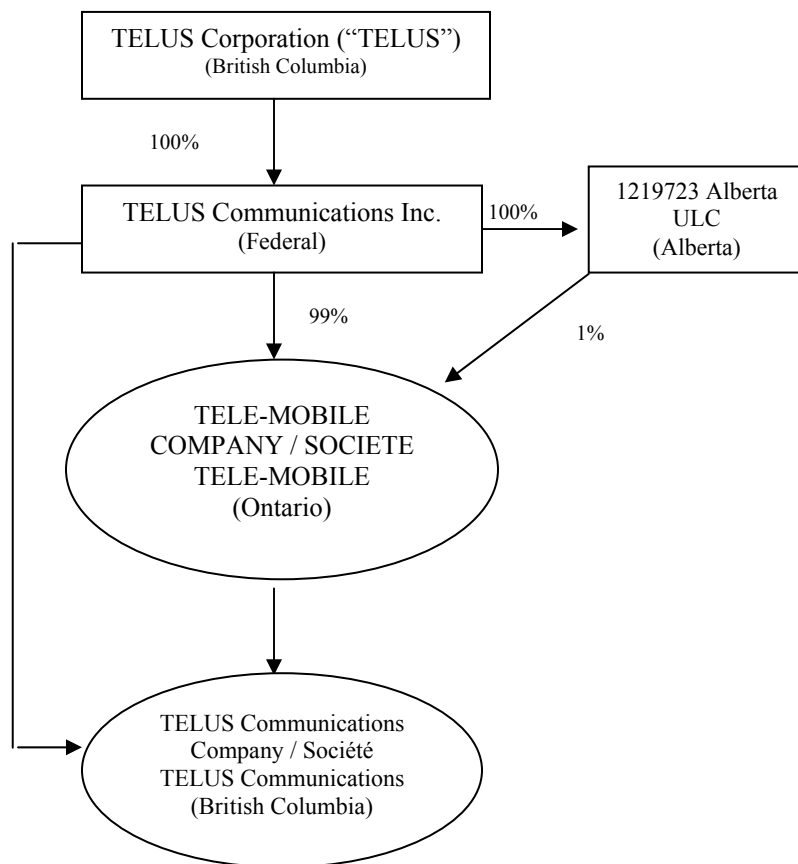 TELUS Corporation (“TELUS”)
(British Columbia)
100%
TELUS Communications Inc.
(Federal)
100%
1219723 Alberta
ULC
(Alberta)
99%
1%
TELE-MOBILE
COMPANY / SOCIETE
TELE-MOBILE
(Ontario)
TELUS Communications
Company / Société
TELUS Communications
(British Columbia)